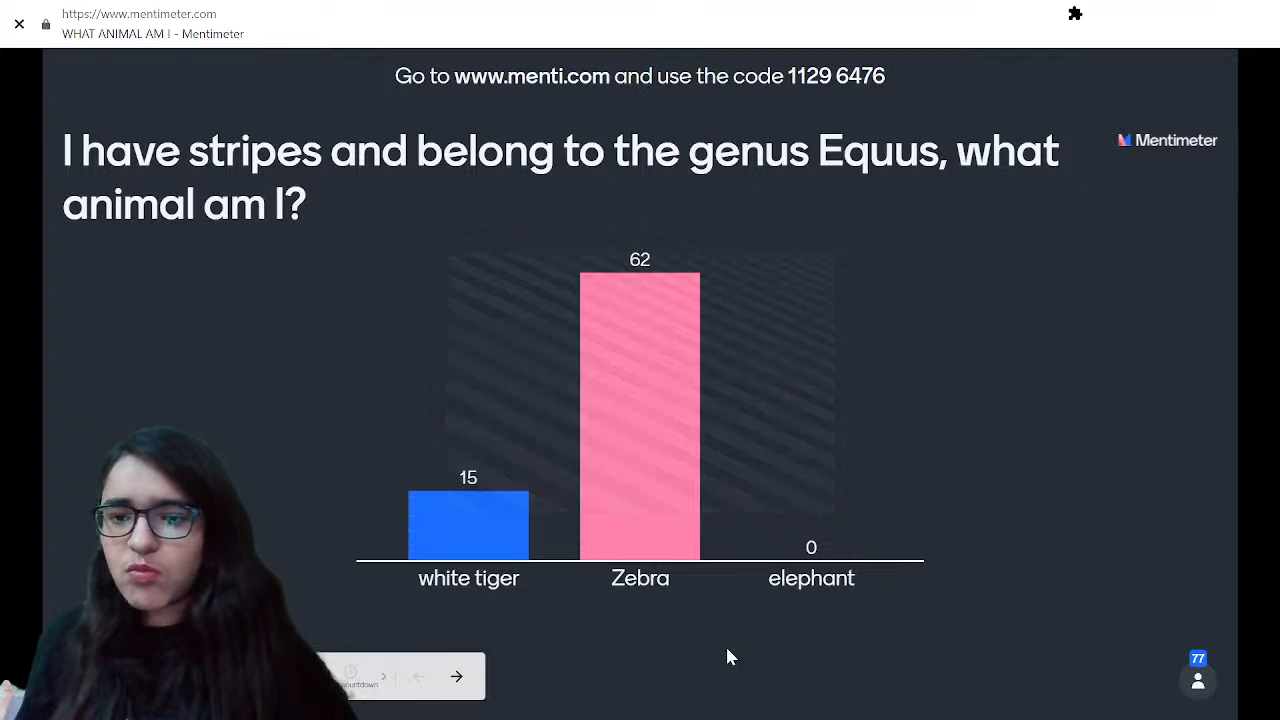 https://www.mentimeter.com
WHAT ANIMAL AM I - Mentimeter
Go to www.menti.com and use the code 1129 6476
I have stripes and belong to the genus Equus, what
animal am I?
Mentimeter
62
15
0
white tiger
Zebra
elephant
77